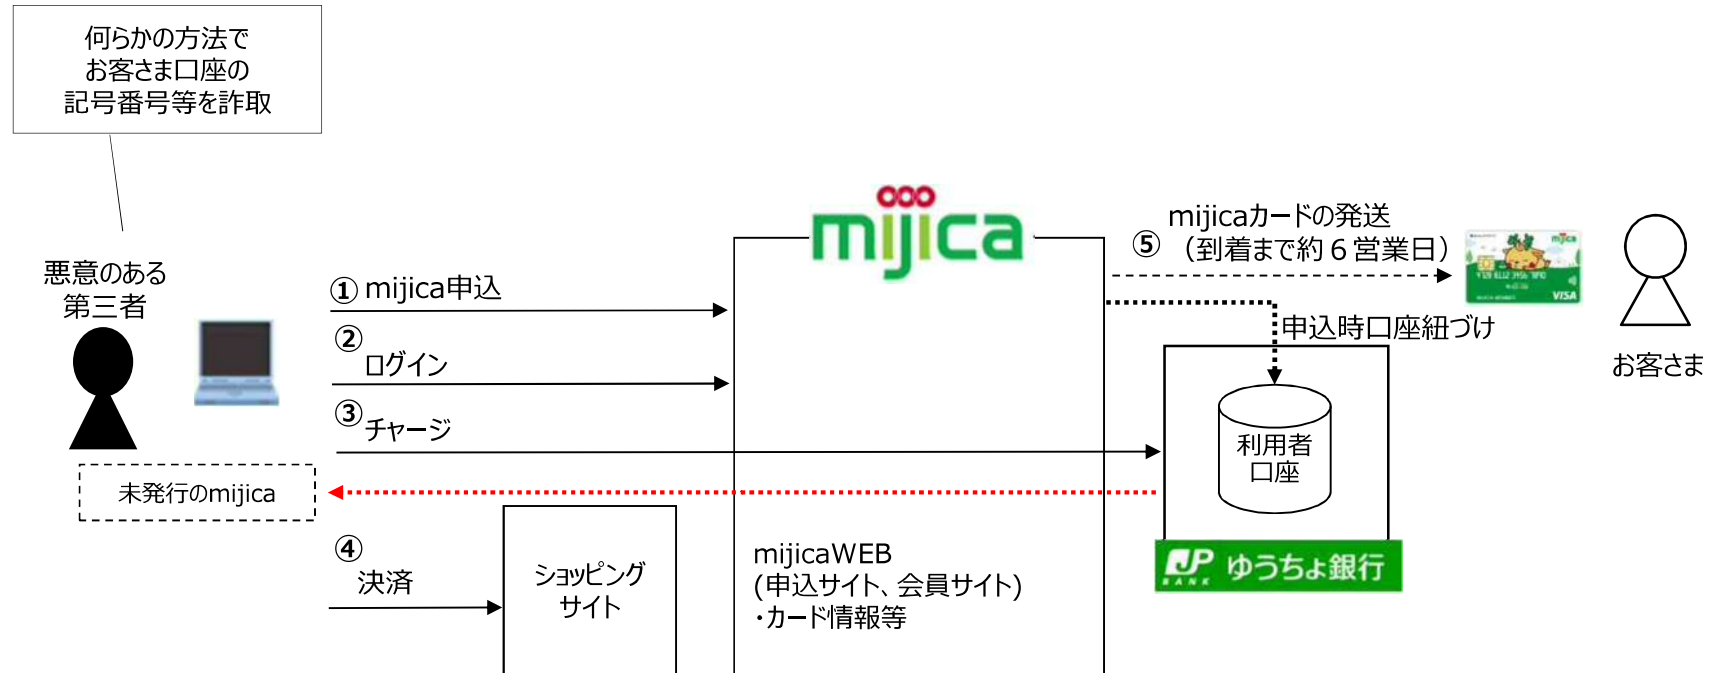 何らかの方法で
お客さま口座の
記号番号等を詐取
悪意のある
第三者
① mijica申込
②
ログイン
③
チャージ
未発行のmijica
④
決済
ショッピング
サイト
mijica
mijicaWEB
(申込サイト、会員サイト)
・カード情報等
⑤
mijicaカードの発送
（到着まで約６営業日）
mijica
VISA
お客さま
申込時口座紐づけ
利用者
口座
JP
BANK
ゆうちょ銀行